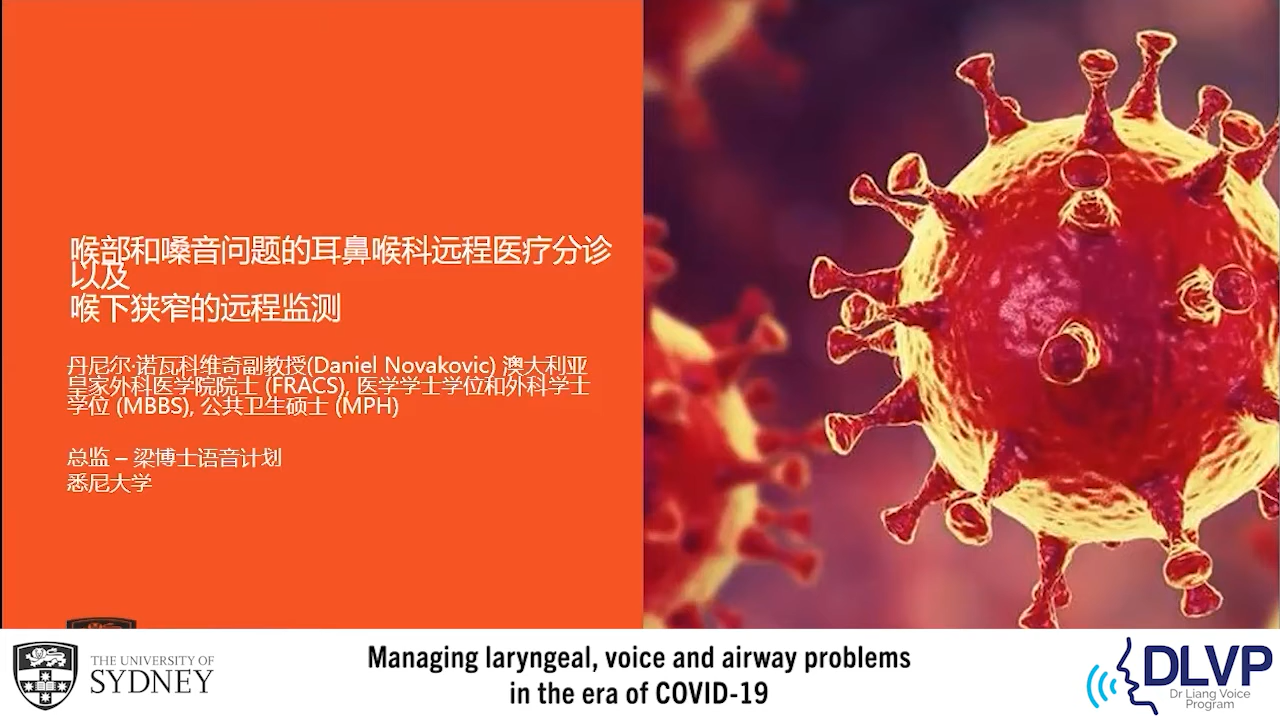 喉部和嗓音问题的耳鼻喉科远程医疗分诊
以及
喉下狭窄的远程监测
丹尼尔·诺瓦科维奇副教授(Daniel Novakovic) 澳大利亚
皇家外科医学院院士 (FRACS), 医学学士学位和外科学士
学位 (MBBS), 公共卫生硕士 (MPH)
总监 – 梁博士语音计划
悉尼大学
THE UNIVERSITY OF
SYDNEY
Managing laryngeal, voice and airway problems
in the era of COVID-19
DLVP
Dr Liang Voice
Program